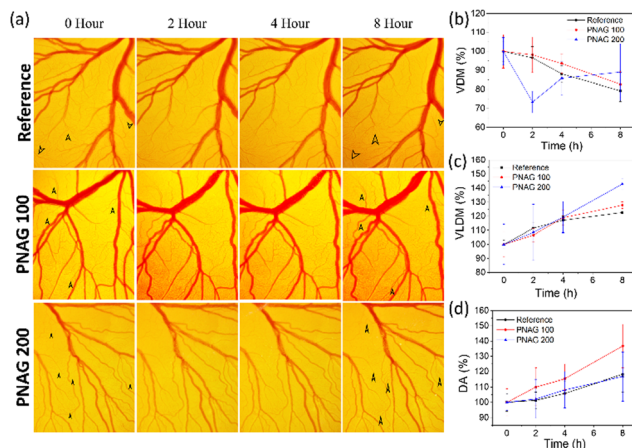 (a)
0 Hour 2 Hour 4 Hour 8 Hour
Reference
PNAG 100
PNAG 200
(b)
VDM (%)
120
110
100
90
80
70
60
Reference
PNAG 100
PNAG 200
0 2 4 6 8
Time (h)
(c)
VLDM (%)
160
150
140
130
120
110
100
90
80
Reference
PNAG 100
PNAG 200
0 2 4 6 8
Time (h)
(d)
DA (%)
150
140
130
120
110
100
Reference
PNAG 100
PNAG 200
0 2 4 6 8
Time (h)